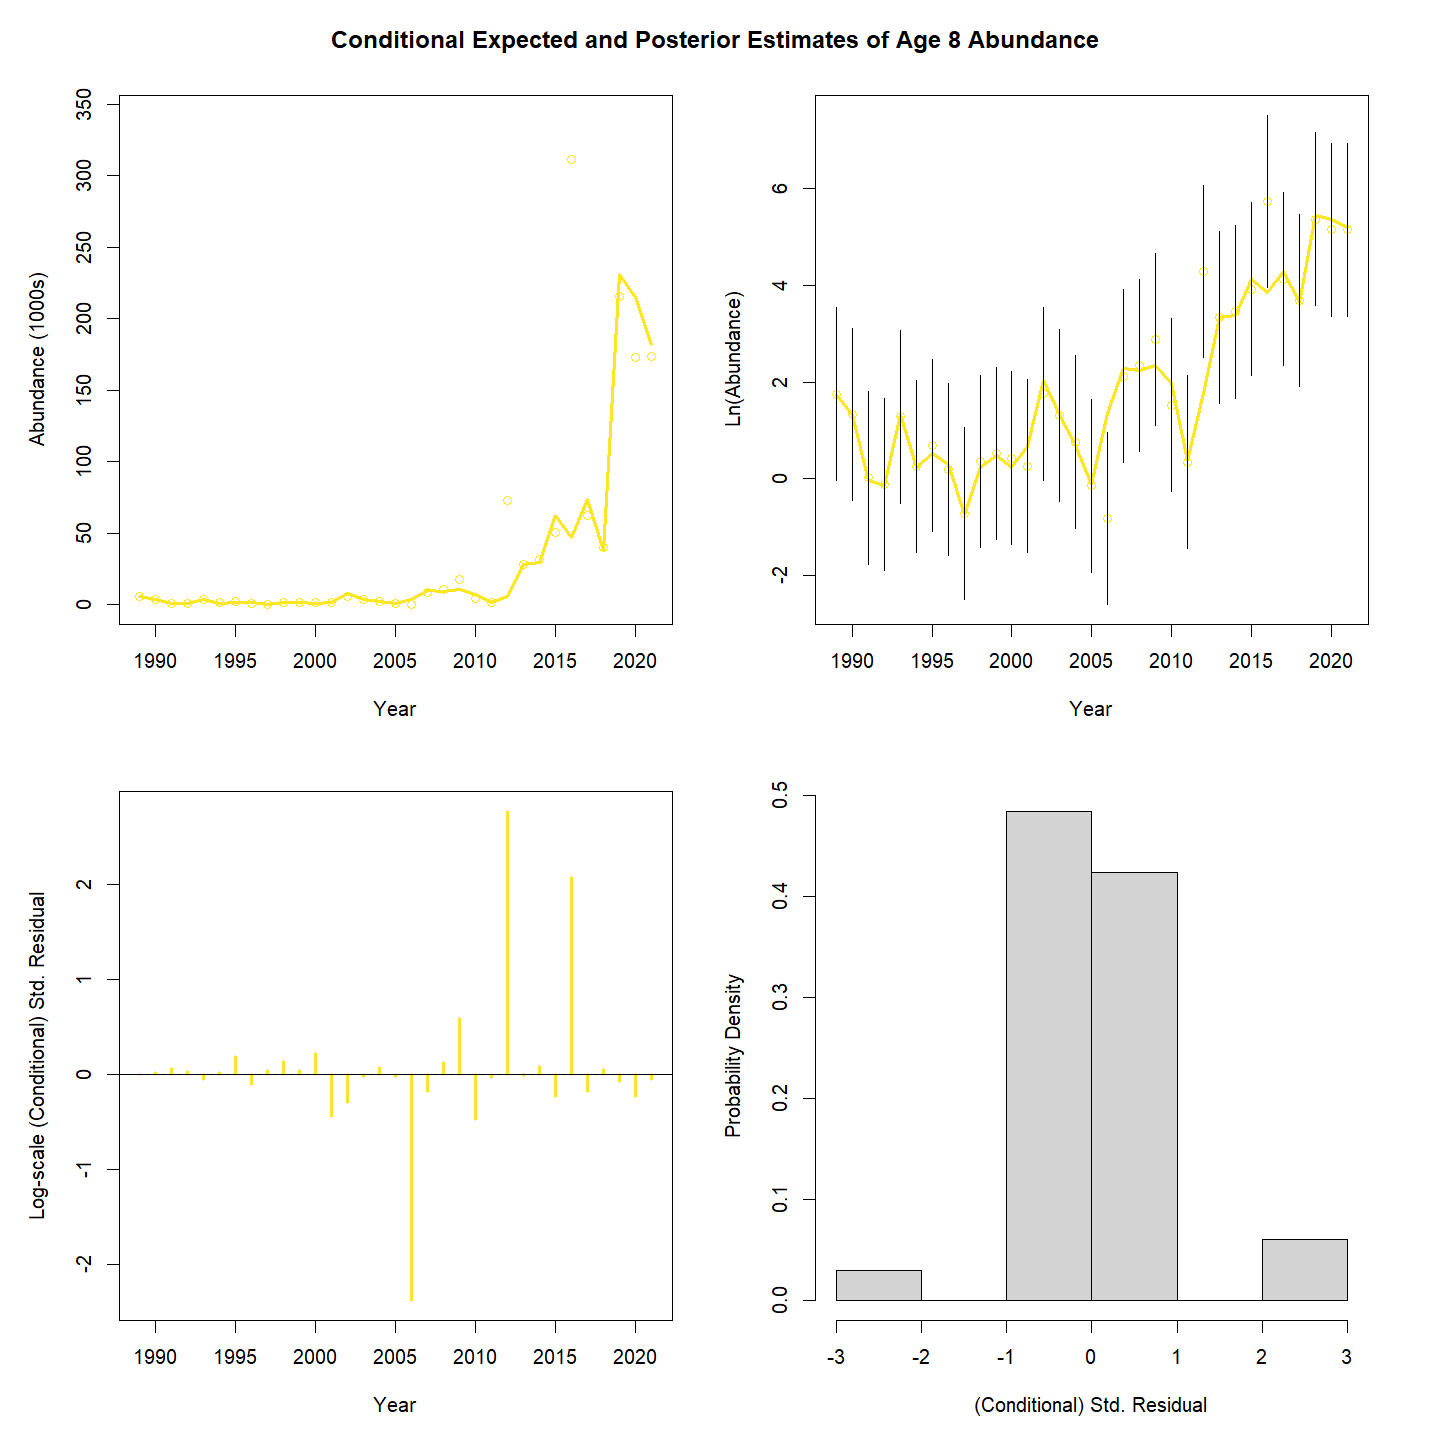 Conditional Expected and Posterior Estimates of Age 8 Abundance
Abundance (1000s)
350
300
250
200
150
100
50
0
1990 1995 2000 2005 2010 2015 2020
Year
Ln(Abundance)
6
4
2
0
-2
1990 1995 2000 2005 2010 2015 2020
Year
Log-scale (Conditional) Std. Residual
2
1
0
-1
-2
1990 1995 2000 2005 2010 2015 2020
Year
Probability Density
0.5
0.4
0.3
0.2
0.1
0.0
-3 -2 -1 0 1 2 3
(Conditional) Std. Residual